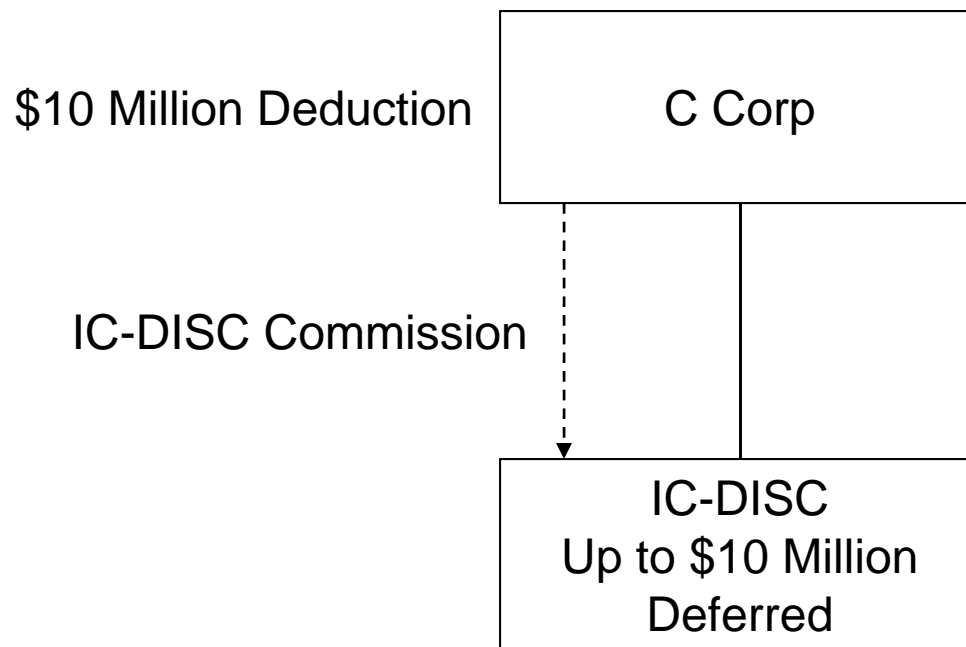 $10 Million Deduction
C Corp
IC-DISC Commission
IC-DISC
Up to $10 Million
Deferred